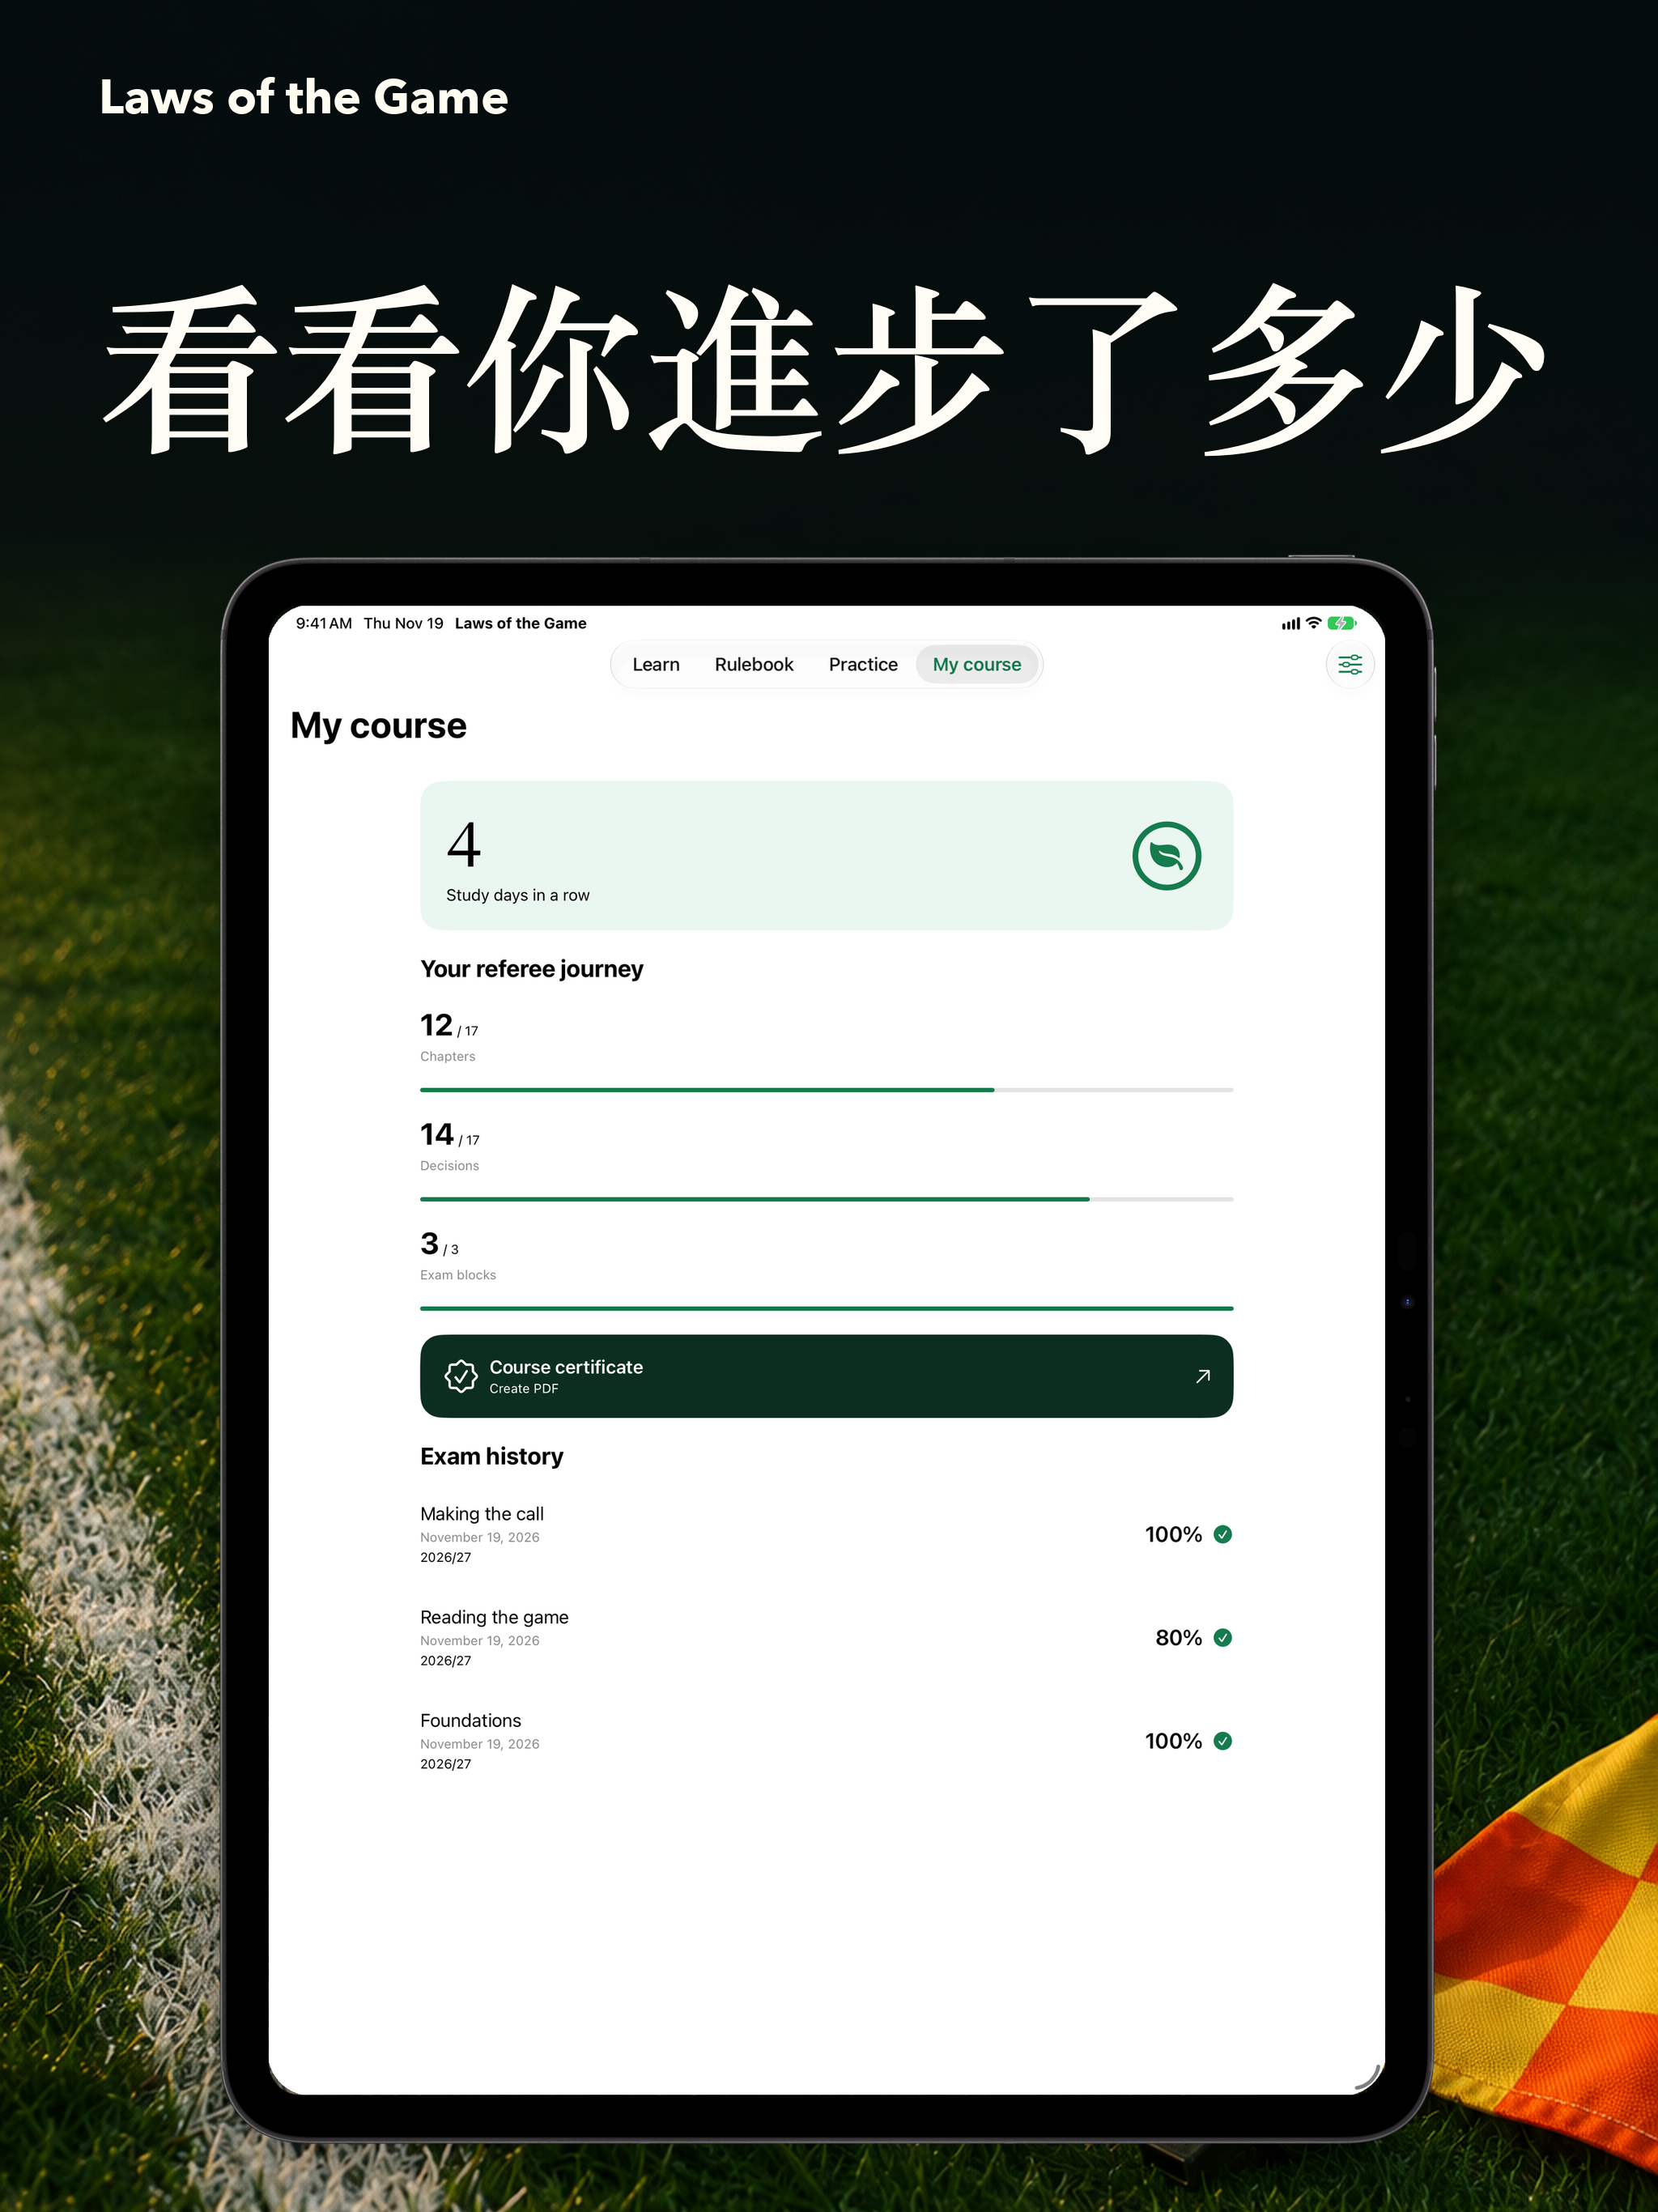 Laws of the Game
看看你進步了多少
9:41 AM Thu Nov 19 Laws of the Game
Learn Rulebook Practice My course
My course
4
Study days in a row
Your referee journey
12 / 17
Chapters
14 / 17
Decisions
3 / 3
Exam blocks
Course certificate
Create PDF
Exam history
Making the call
November 19, 2026
2026/27
100%
Reading the game
November 19, 2026
2026/27
80%
Foundations
November 19, 2026
2026/27
100%